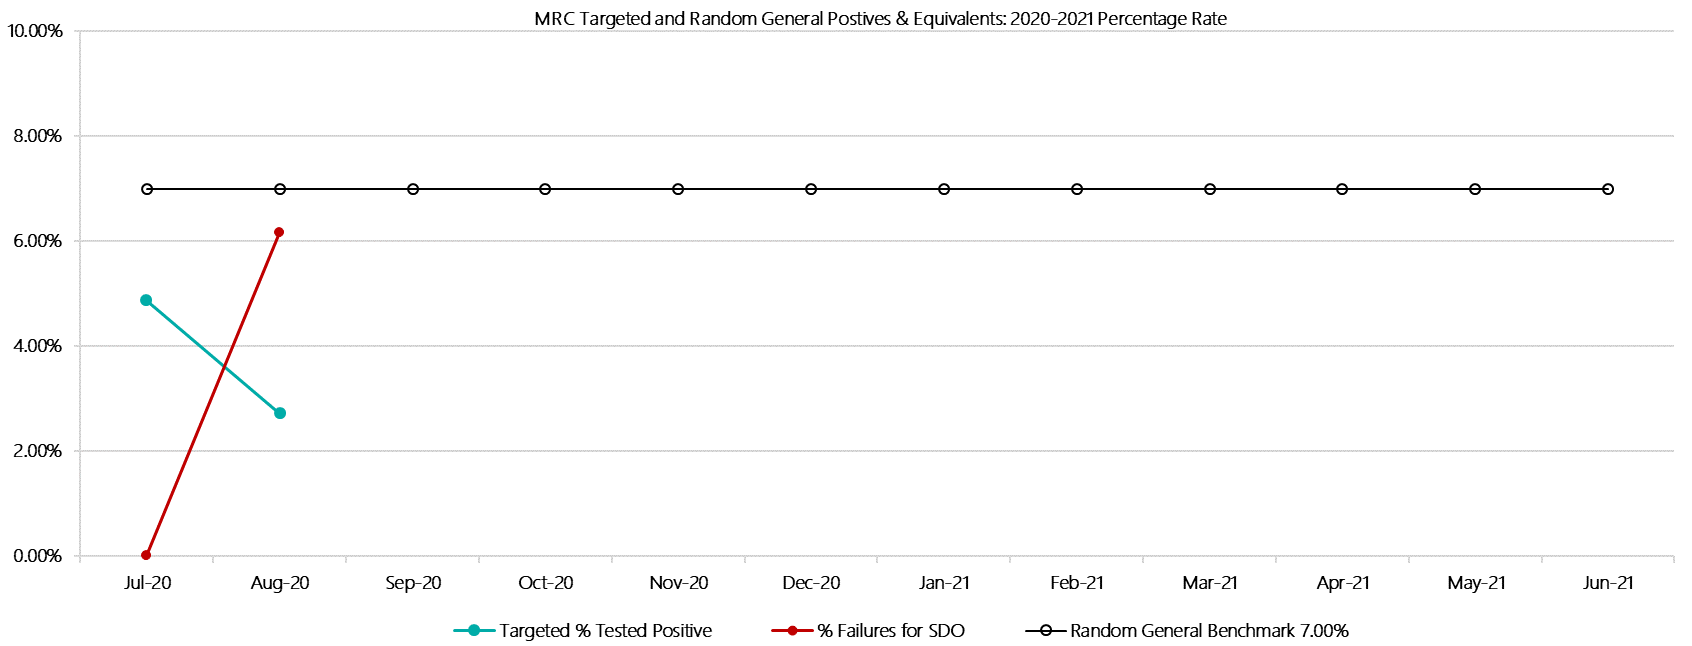 MRC Targeted and Random General Postives & Equivalents: 2020-2021 Percentage Rate
10.00%
8.00%
6.00%
4.00%
2.00%
0.00%
Jul-20 Aug-20 Sep-20 Oct-20 Nov-20 Dec-20 Jan-21 Feb-21 Mar-21 Apr-21 May-21 Jun-21
Targeted % Tested Positive % Failures for SDO Random General Benchmark 7.00%